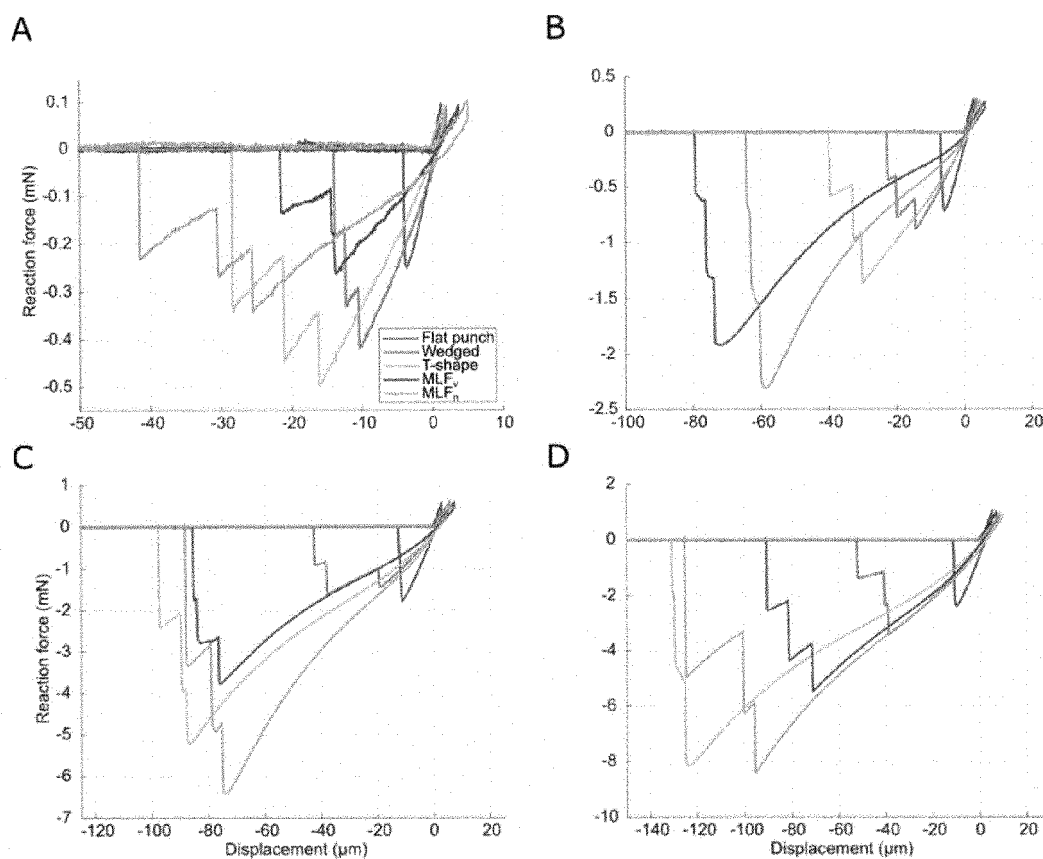 A
0.1
0
-0.1
-0.2
-0.3
-0.4
-0.5
Reaction force (mN)
-50 -40 -30 -20 -10 0 10
Flat punch
Wedged
T-shape
MLFv
MLFh
B
0.5
0
-0.5
-1
-1.5
-2
-2.5
-100 -80 -60 -40 -20 0 20
C
1
0
-1
-2
-3
-4
-5
-6
-7
Reaction force (mN)
-120 -100 -80 -60 -40 -20 0 20
Displacement (µm)
D
2
0
-2
-4
-6
-8
-10
-140 -120 -100 -80 -60 -40 -20 0 20
Displacement (µm)